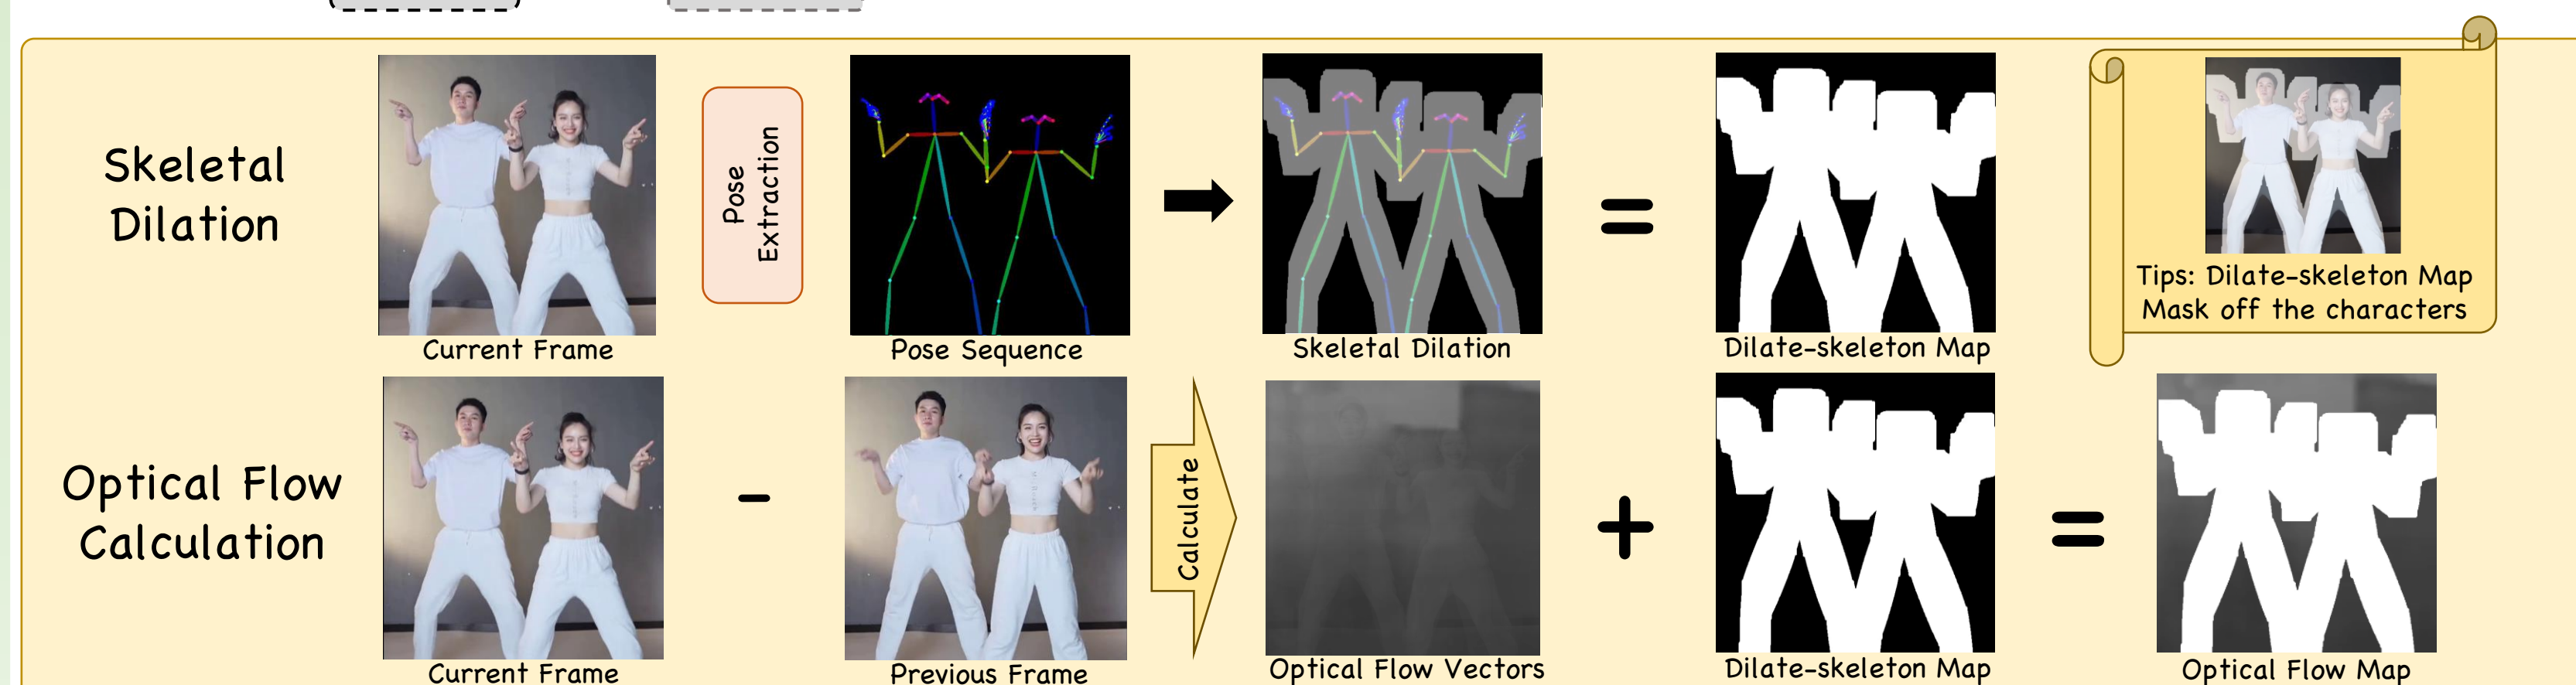 Skeletal
Dilation
Pose
Extraction
Current Frame
Pose Sequence
Skeletal Dilation
=
Dilate-skeleton Map
Tips: Dilate-skeleton Map
Mask off the characters
Optical Flow
Calculation
Current Frame
-
Previous Frame
Calculate
Optical Flow Vectors
+
Dilate-skeleton Map
=
Optical Flow Map